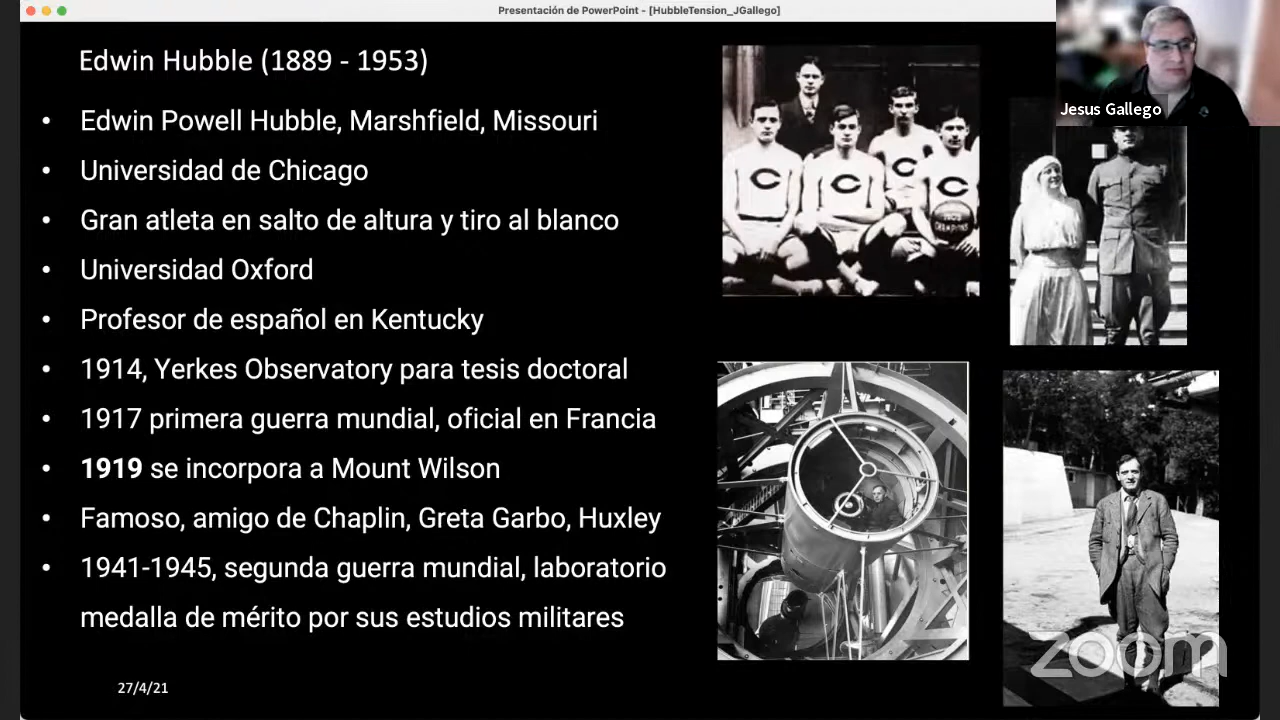 Presentación de PowerPoint - [HubbleTension_JGallego]
Edwin Hubble (1889 - 1953)
Jesus Gallego
• Edwin Powell Hubble, Marshfield, Missouri
• Universidad de Chicago
• Gran atleta en salto de altura y tiro al blanco
• Universidad Oxford
• Profesor de español en Kentucky
• 1914, Yerkes Observatory para tesis doctoral
• 1917 primera guerra mundial, oficial en Francia
• 1919 se incorpora a Mount Wilson
• Famoso, amigo de Chaplin, Greta Garbo, Huxley
• 1941-1945, segunda guerra mundial, laboratorio
medalla de mérito por sus estudios militares
27/4/21
C
C
C
C
zoom